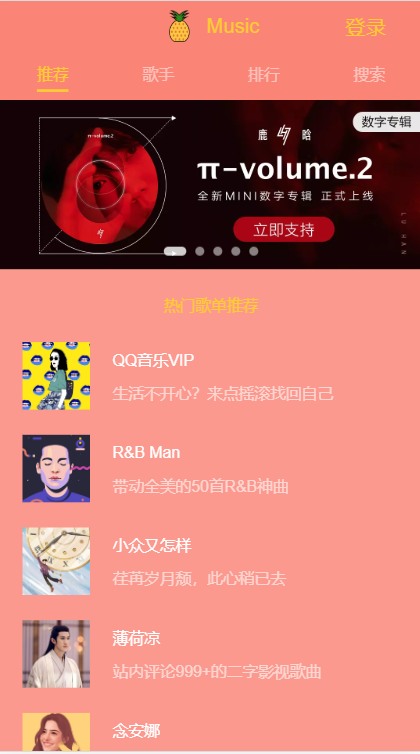 Music
登录
推荐
歌手
排行
搜索
数字专辑
鹿 哈
π-volume.2
全新MINI数字专辑 正式上线
立即支持
LU HAN
热门歌单推荐
QQ音乐VIP
生活不开心？来点摇滚找回自己
R&B Man
带动全美的50首R&B神曲
小众又怎样
荏苒岁月颓，此心稍已去
薄荷凉
站内评论999+的二字影视歌曲
念安娜